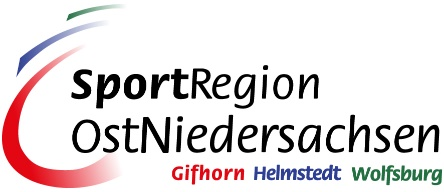 SportRegion
OstNiedersachsen
Gifhorn Helmstedt Wolfsburg